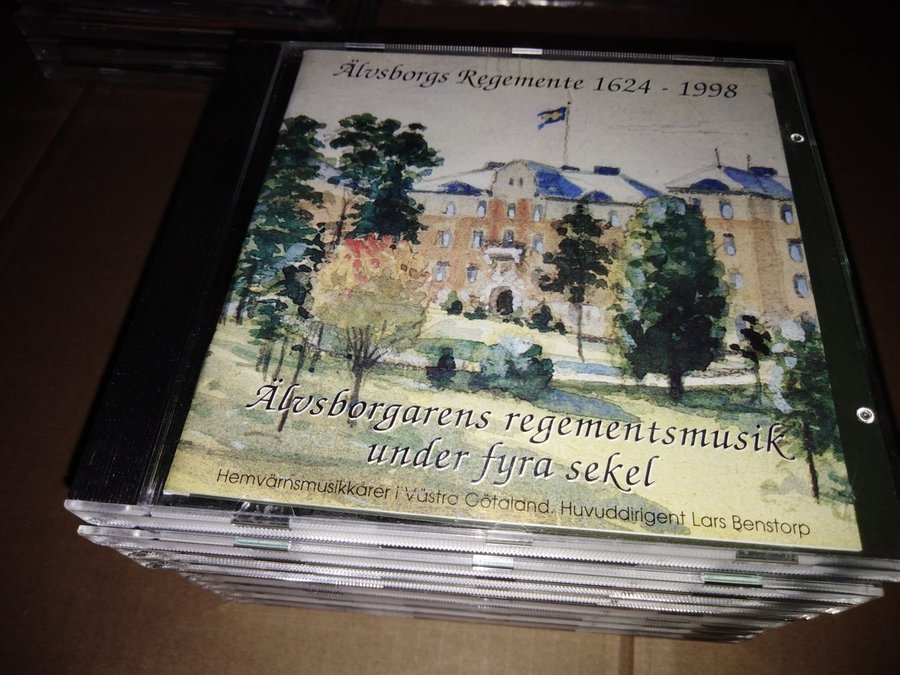 Älvsborgs Regemente 1624 - 1998
Älvsborgarens regementsmusik
under fyra sekel
Hemvärnsmusikkårer i Västra Götaland. Huvuddirigent Lars Benstorp